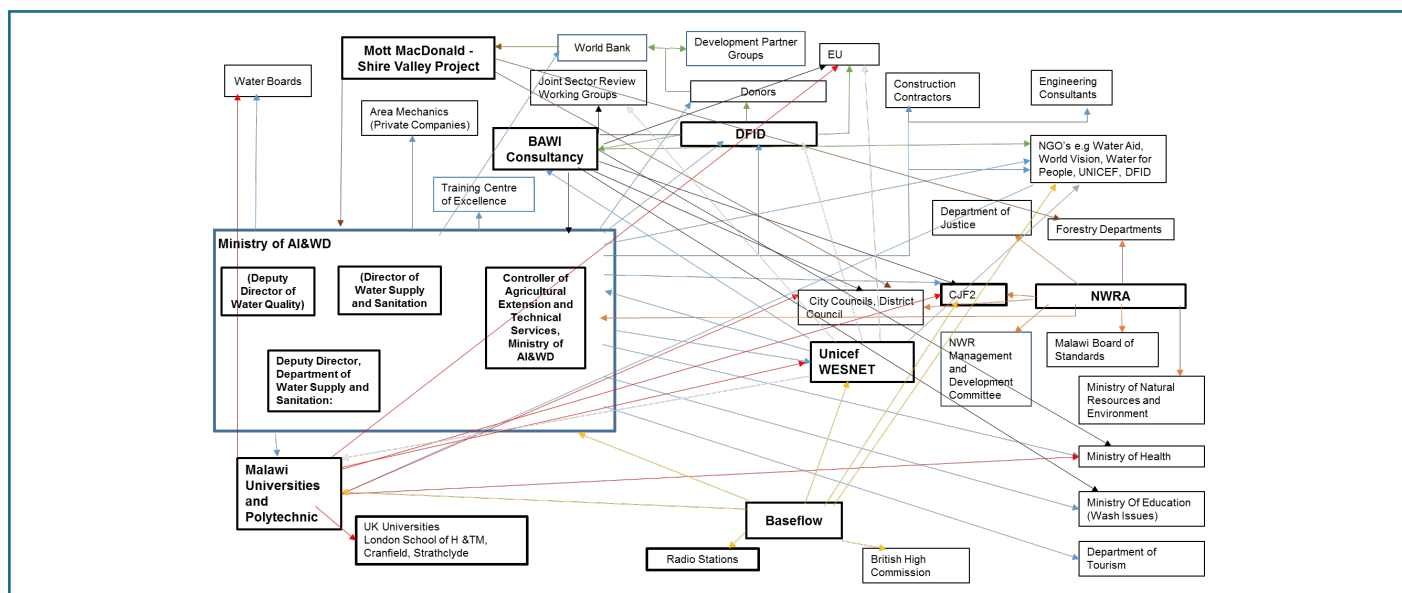 Mott MacDonald -
Shire Valley Project
World Bank
Development Partner
Groups
EU
Water Boards
Joint Sector Review
Working Groups
Donors
Construction
Contractors
Engineering
Consultants
Area Mechanics
(Private Companies)
BAWI
Consultancy
DFID
NGO's e.g Water Aid,
World Vision, Water for
People, UNICEF, DFID
Training Centre
of Excellence
Department of
Justice
Forestry Departments
Ministry of AI&WD
(Deputy
Director of
Water Quality)
(Director of
Water Supply
and Sanitation
Controller of
Agricultural
Extension and
Technical
Services,
Ministry of
AI&WD
City Councils, District
Council
CJF2
NWRA
Deputy Director,
Department of
Water Supply and
Sanitation:
Unicef
WESNET
NWR
Management
and
Development
Committee
Malawi Board of
Standards
Ministry of Natural
Resources and
Environment
Malawi
Universities
and
Polytechnic
Ministry of Health
UK Universities
London School of H &TM,
Cranfield, Strathclyde
Baseflow
Ministry Of Education
(Wash Issues)
Radio Stations
British High
Commission
Department of
Tourism